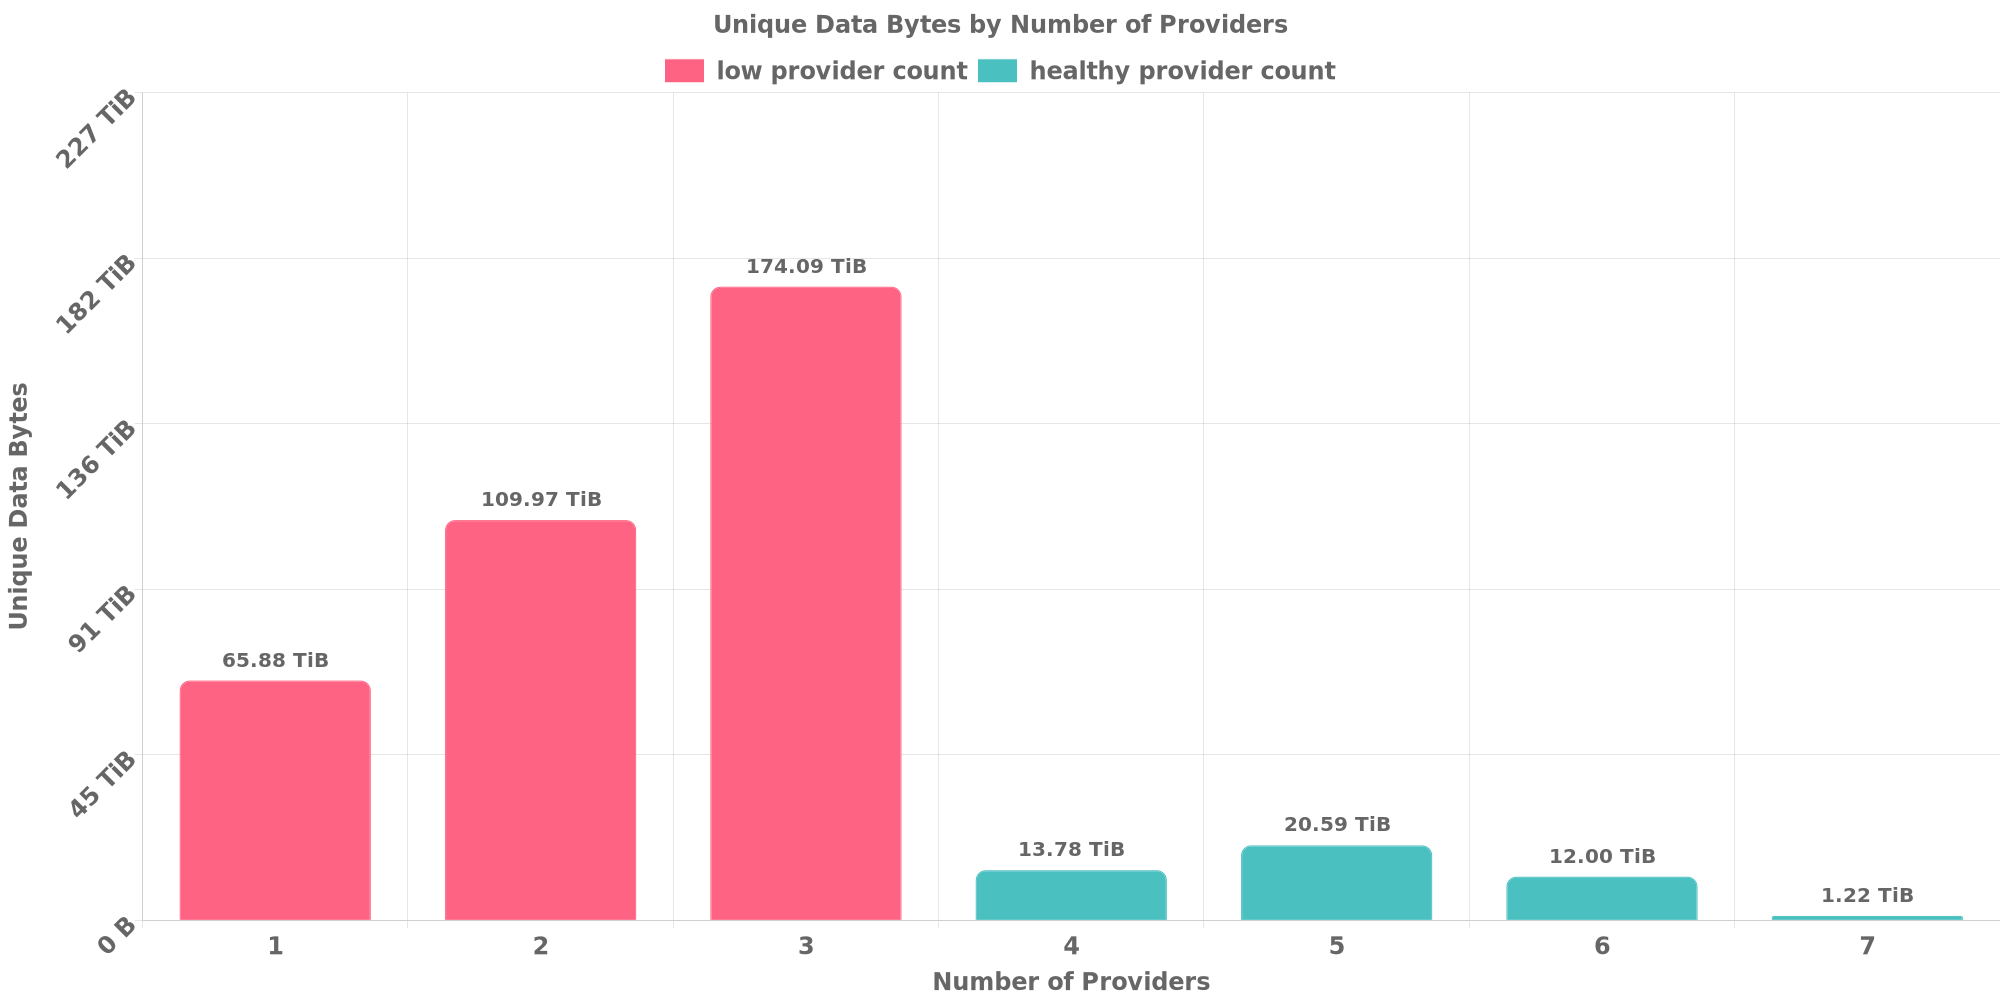 Unique Data Bytes by Number of Providers
low provider count healthy provider count
227 TiB
182 TiB
136 TiB
91 TiB
45 TiB
0 B
Unique Data Bytes
65.88 TiB
109.97 TiB
174.09 TiB
13.78 TiB
20.59 TiB
12.00 TiB
1.22 TiB
1 2 3 4 5 6 7
Number of Providers